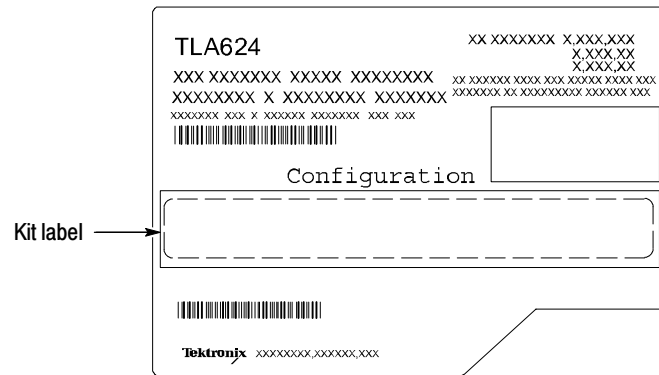 TLA624
XX XXXXXXX X,XXX,XXX
X,XXX,XX
X,XXX,XX
XXX XXXXXXX XXXXX XXXXXXXX
XX XXXXXX XXXX XXX XXXXX XXXX XXX
XXXXXXXX X XXXXXXXX XXXXXXX
XXXXXXX XX XXXXXXXXX XXXXXX XXX
XXXXXXX XXX X XXXXXX XXXXXXX XXX XXX
Configuration
Kit label
Tektronix XXXXXXXX,XXXXXX,XXX